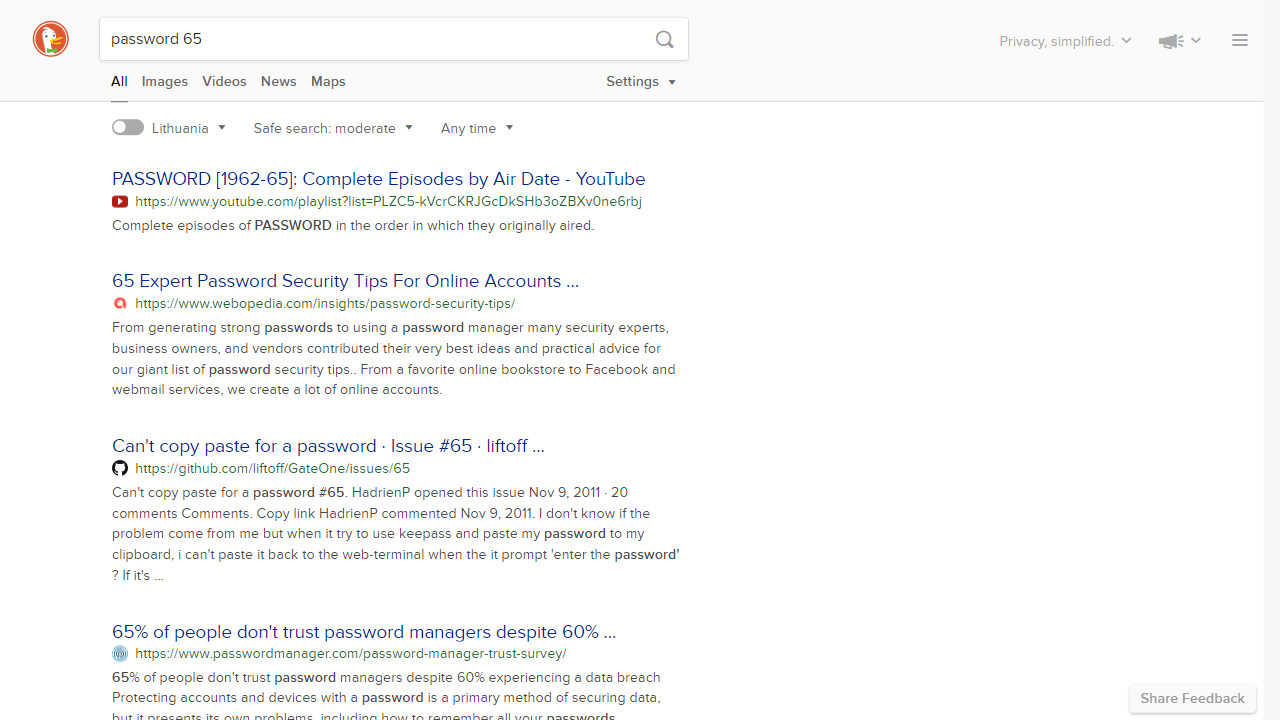 password 65
Privacy, simplified.
All Images Videos News Maps Settings
Lithuania Safe search: moderate Any time
PASSWORD [1962-65]: Complete Episodes by Air Date - YouTube
https://www.youtube.com/playlist?list=PLZC5-kVcrCKRJGcDkSHb3oZBXv0ne6rbj
Complete episodes of PASSWORD in the order in which they originally aired.
65 Expert Password Security Tips For Online Accounts ...
https://www.webopedia.com/insights/password-security-tips/
From generating strong passwords to using a password manager many security experts,
business owners, and vendors contributed their very best ideas and practical advice for
our giant list of password security tips.. From a favorite online bookstore to Facebook and
webmail services, we create a lot of online accounts.
Can't copy paste for a password · Issue #65 · liftoff ...
https://github.com/liftoff/GateOne/issues/65
Can't copy paste for a password #65. HadrienP opened this issue Nov 9, 2011 · 20
comments Comments. Copy link HadrienP commented Nov 9, 2011. I don't know if the
problem come from me but when it try to use keepass and paste my password to my
clipboard, i can't paste it back to the web-terminal when the it prompt 'enter the password'
? If it's ...
65% of people don't trust password managers despite 60% ...
https://www.passwordmanager.com/password-manager-trust-survey/
65% of people don't trust password managers despite 60% experiencing a data breach
Protecting accounts and devices with a password is a primary method of securing data,
but it presents its own problems, including how to remember all your passwords.
Share Feedback